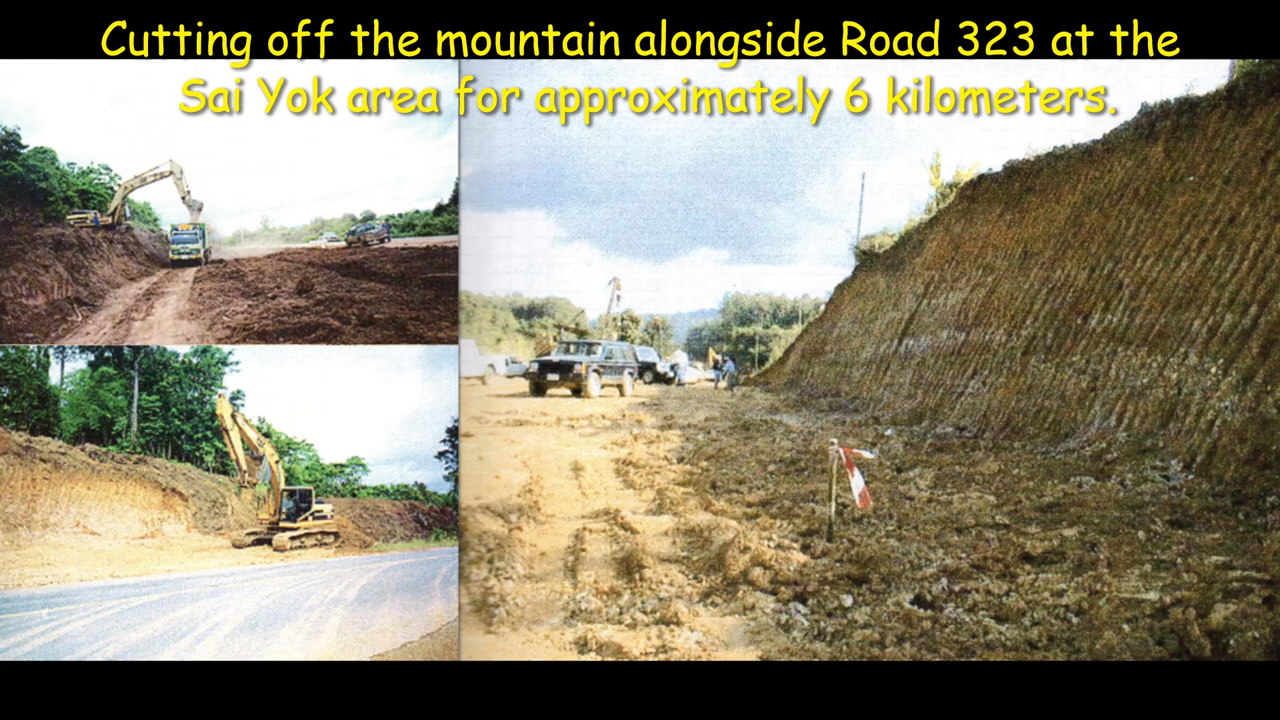 Cutting off the mountain alongside Road 323 at the
Sai Yok area for approximately 6 kilometers.